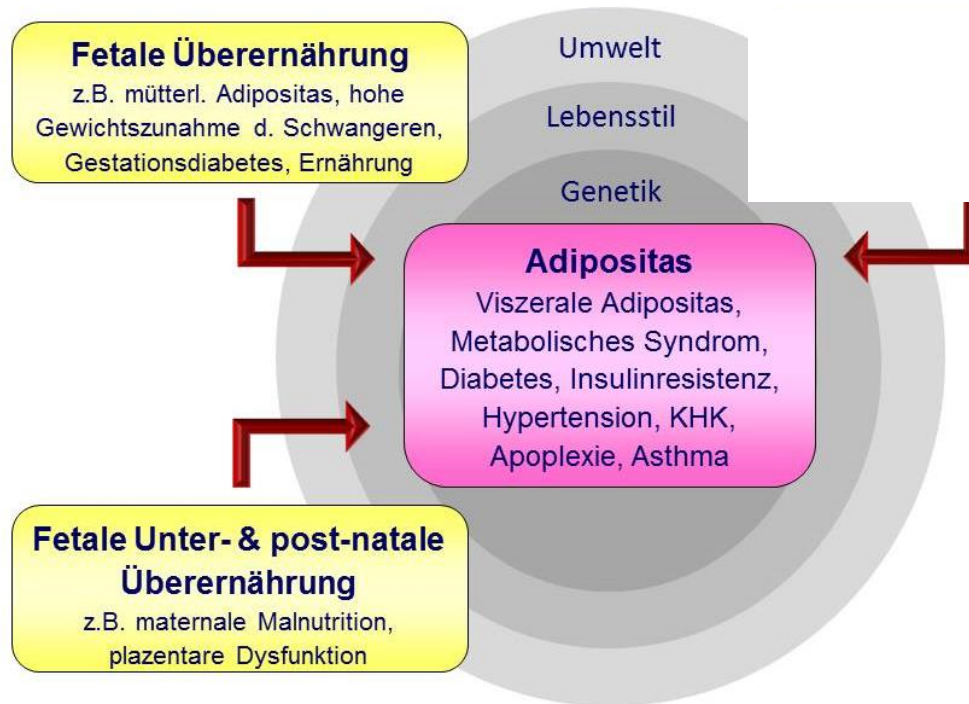 Fetale Überernährung
z.B. mütterl. Adipositas, hohe
Gewichtszunahme d. Schwangeren,
Gestationsdiabetes, Ernährung
Umwelt
Lebensstil
Genetik
Adipositas
Viszerale Adipositas,
Metabolisches Syndrom,
Diabetes, Insulinresistenz,
Hypertension, KHK,
Apoplexie, Asthma
Fetale Unter- & post-natale
Überernährung
z.B. maternale Malnutrition,
plazentare Dysfunktion